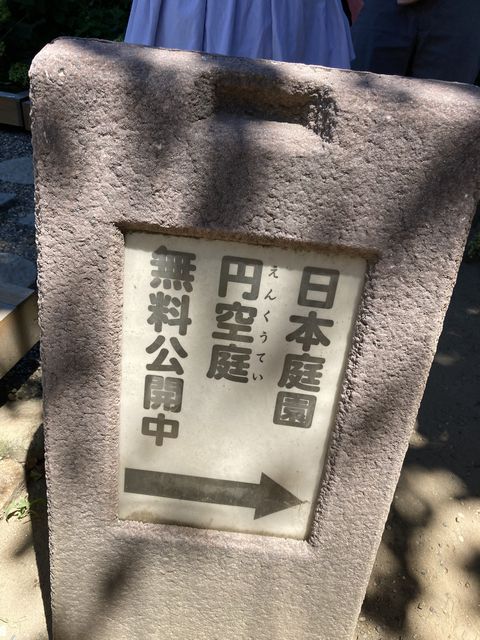 日本庭園
円空庭
えんくうてい
無料公開中